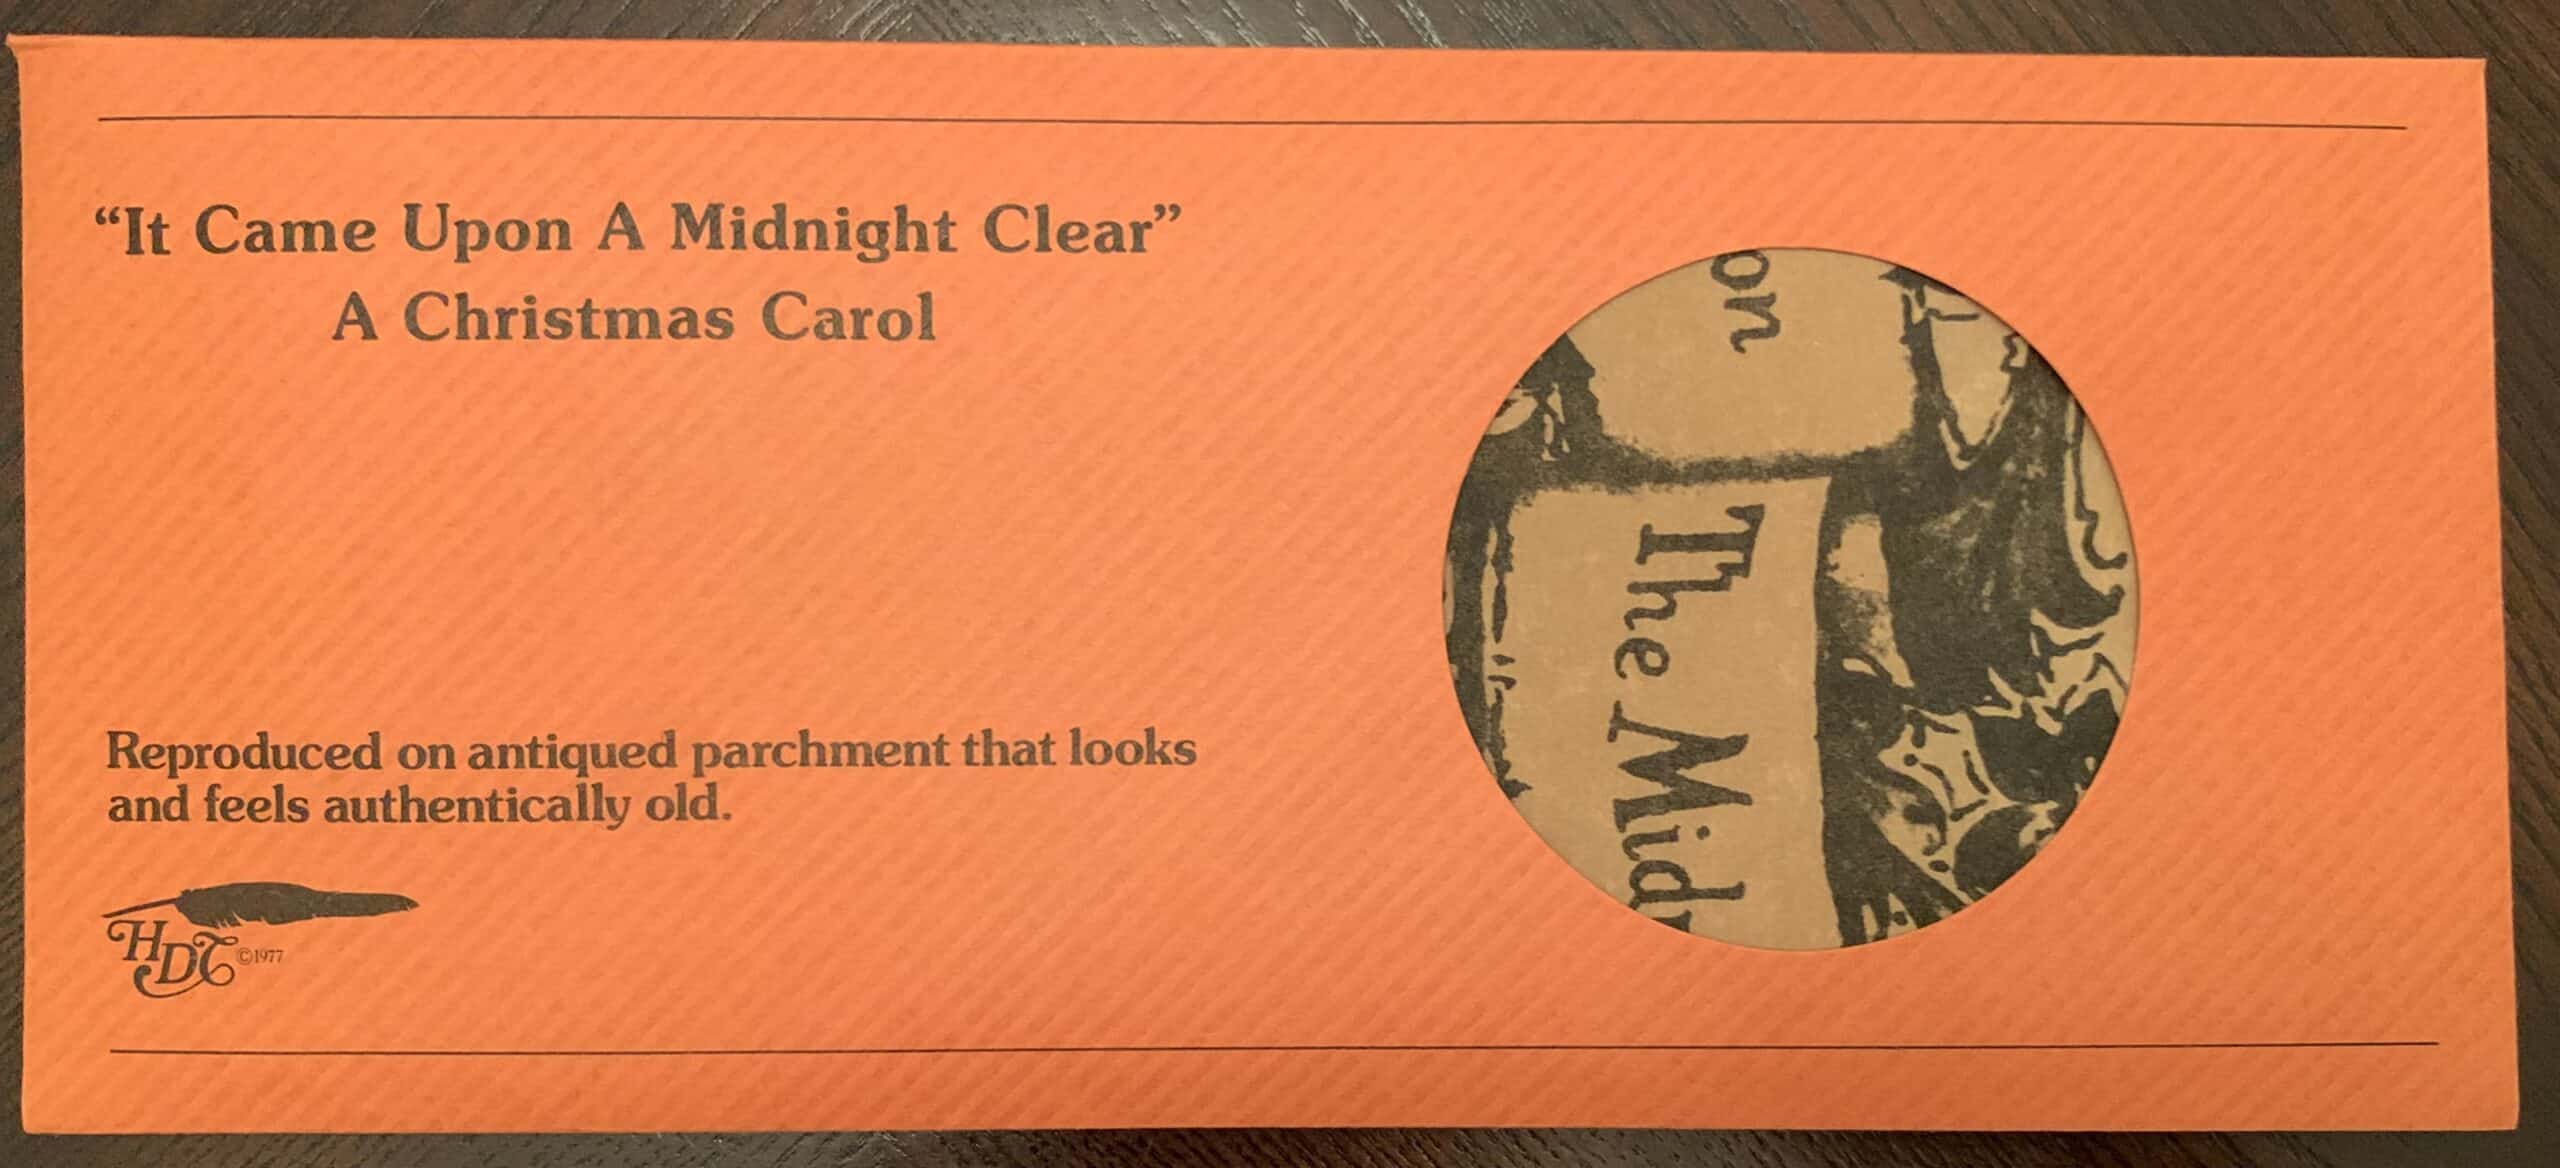 “It Came Upon A Midnight Clear”
A Christmas Carol
Reproduced on antiqued parchment that looks
and feels authentically old.
HDT ©1977
on
The Mid